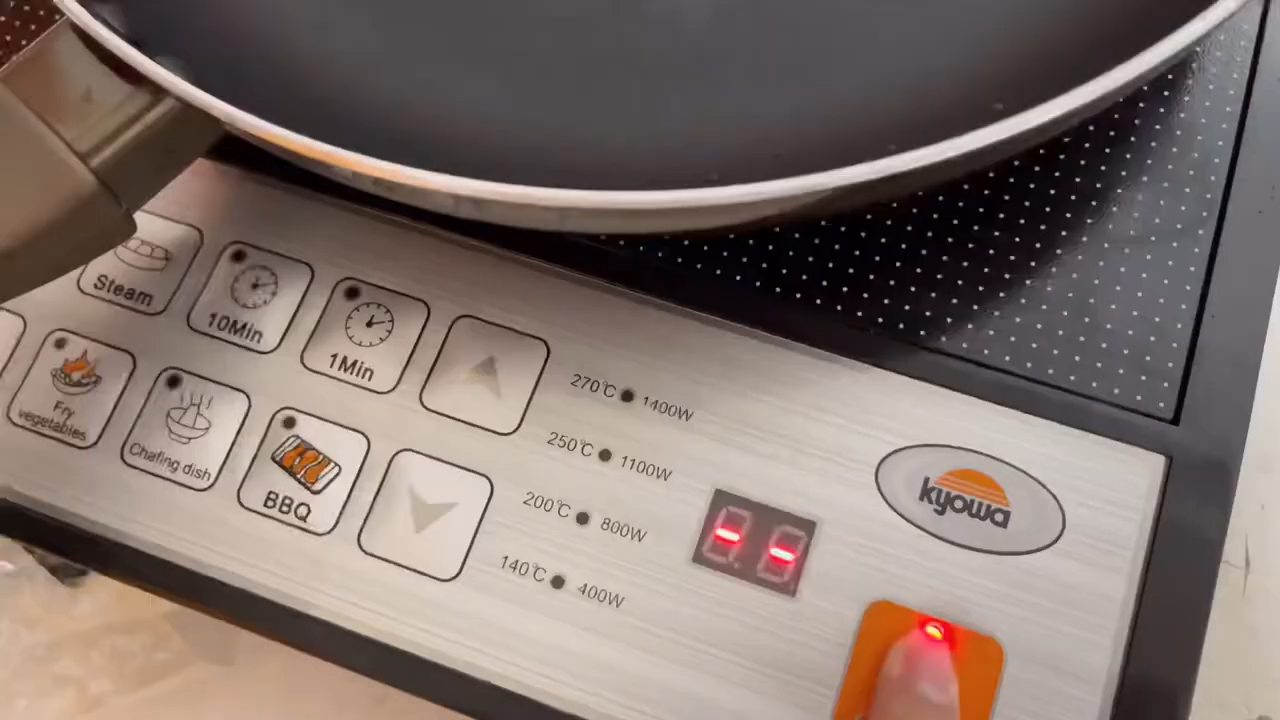 Steam
10Min
1Min
Fry
vegetables
Chafing dish
BBQ
270℃ 1400W
250℃ 1100W
200℃ 800W
140℃ 400W
--
kyowa